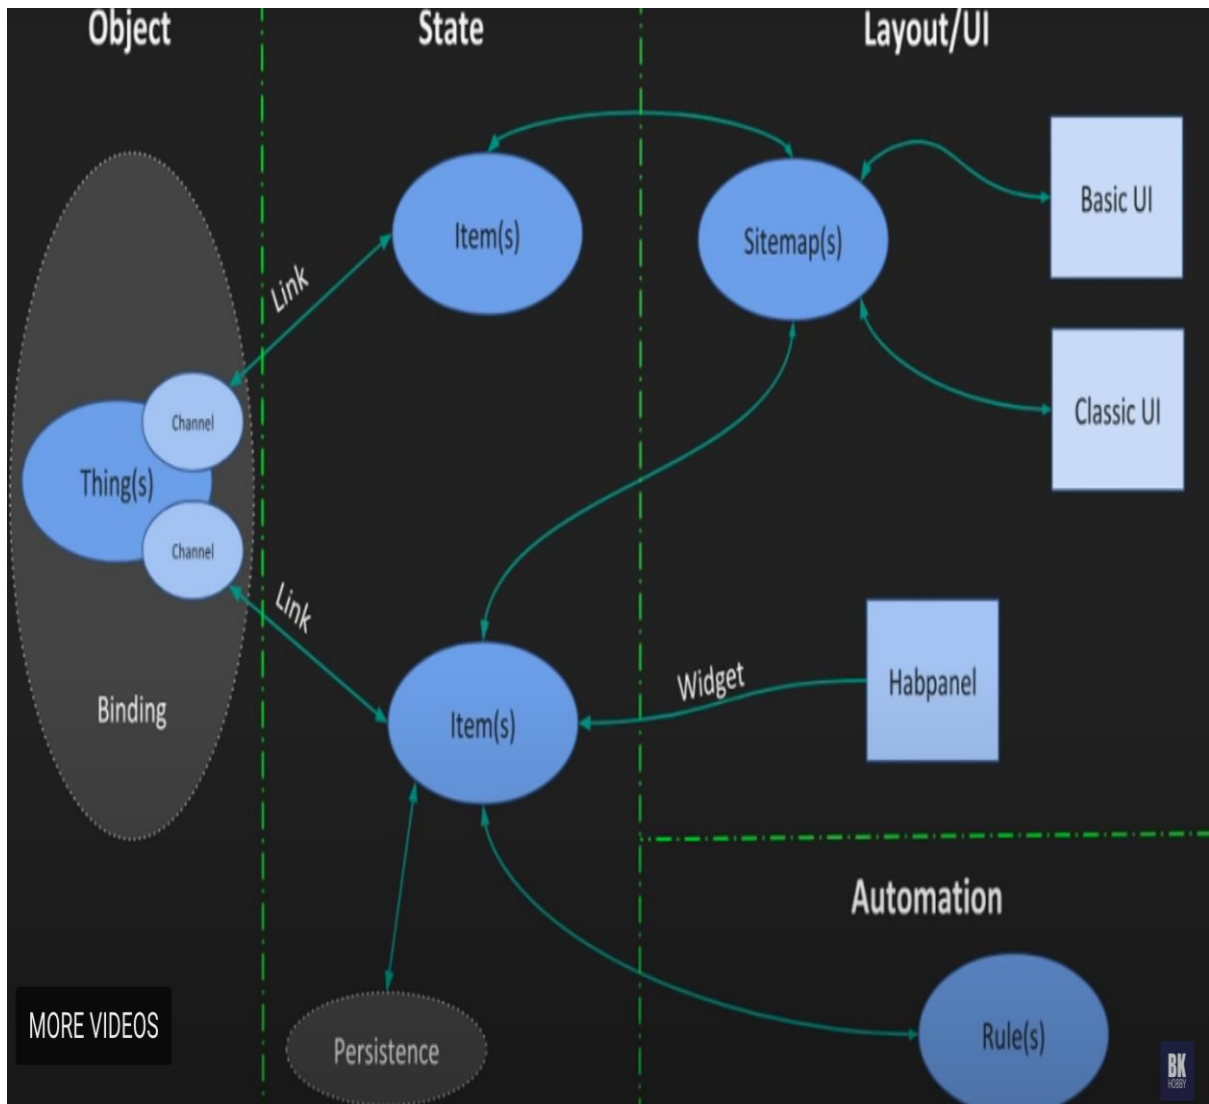 Object
State
Layout/UI
Item(s)
Sitemap(s)
Basic UI
Link
Channel
Classic UI
Thing(s)
Channel
Link
Widget
Habpanel
Binding
Item(s)
Automation
MORE VIDEOS
Persistence
Rule(s)
BK
HOBBY